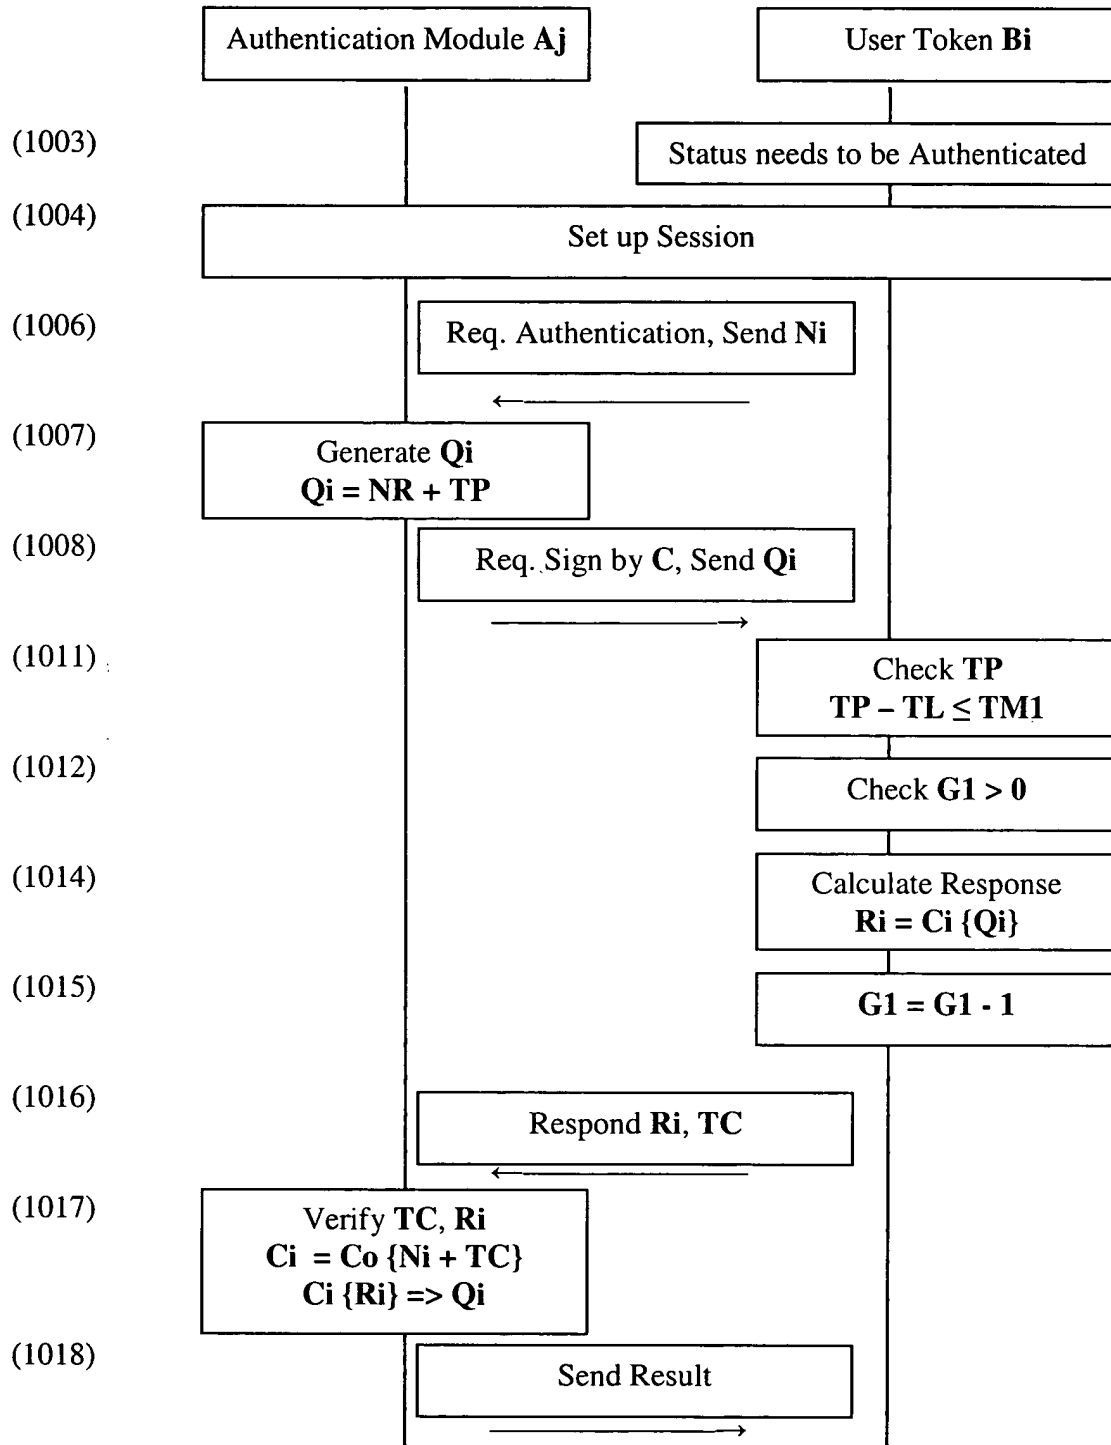 Authentication Module Aj
User Token Bi
(1003)
Status needs to be Authenticated
(1004)
Set up Session
(1006)
Req. Authentication, Send Ni
(1007)
Generate Qi
Qi = NR + TP
(1008)
Req. Sign by C, Send Qi
(1011)
Check TP
TP – TL ≤ TM1
(1012)
Check G1 > 0
(1014)
Calculate Response
Ri = Ci {Qi}
(1015)
G1 = G1 - 1
(1016)
Respond Ri, TC
(1017)
Verify TC, Ri
Ci = Co {Ni + TC}
Ci {Ri} => Qi
(1018)
Send Result